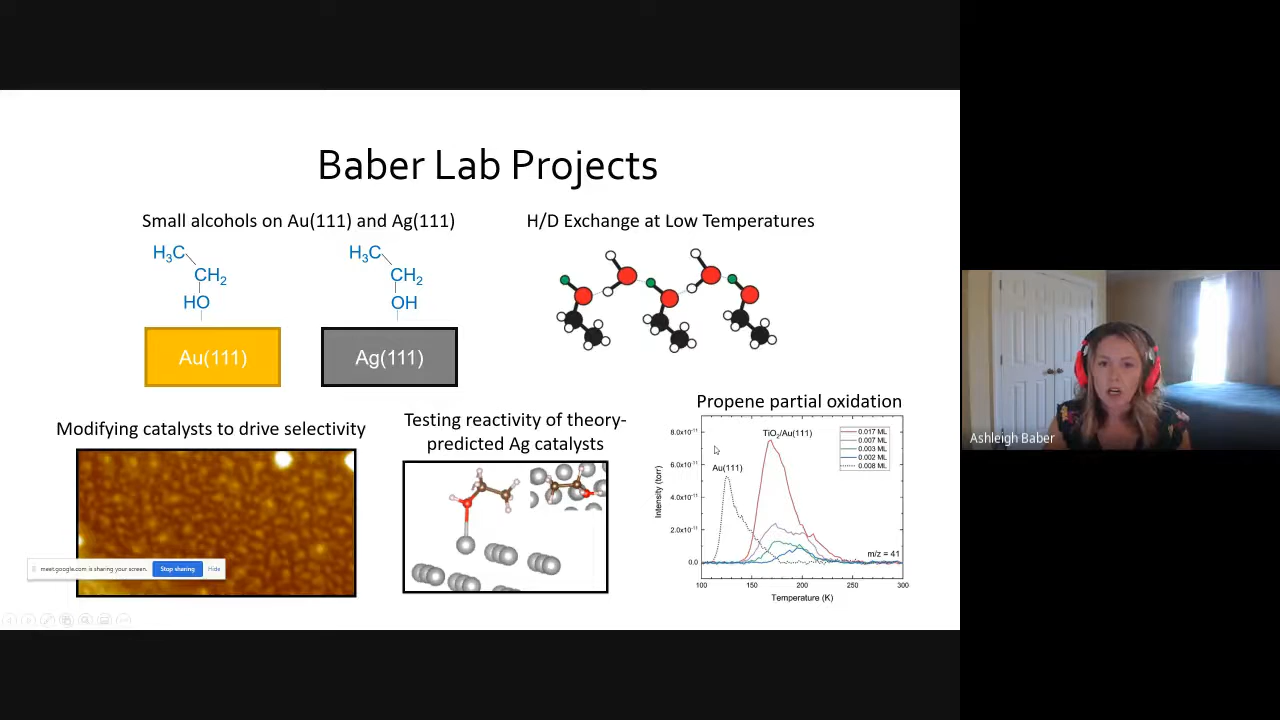 Baber Lab Projects
Small alcohols on Au(111) and Ag(111)
H₃C
CH₂
HO
Au(111)
H₃C
CH₂
OH
Ag(111)
H/D Exchange at Low Temperatures
Modifying catalysts to drive selectivity
meet.google.com is sharing your screen.
Stop sharing
Hide
Testing reactivity of theory-
predicted Ag catalysts
Propene partial oxidation
TiO₂/Au(111)
Au(111)
0.017 ML
0.007 ML
0.003 ML
0.002 ML
0.008 ML
Intensity (torr)
8.0x10⁻¹¹
6.0x10⁻¹¹
4.0x10⁻¹¹
2.0x10⁻¹¹
0.0
m/z = 41
100 150 200 250 300
Temperature (K)
Ashleigh Baber